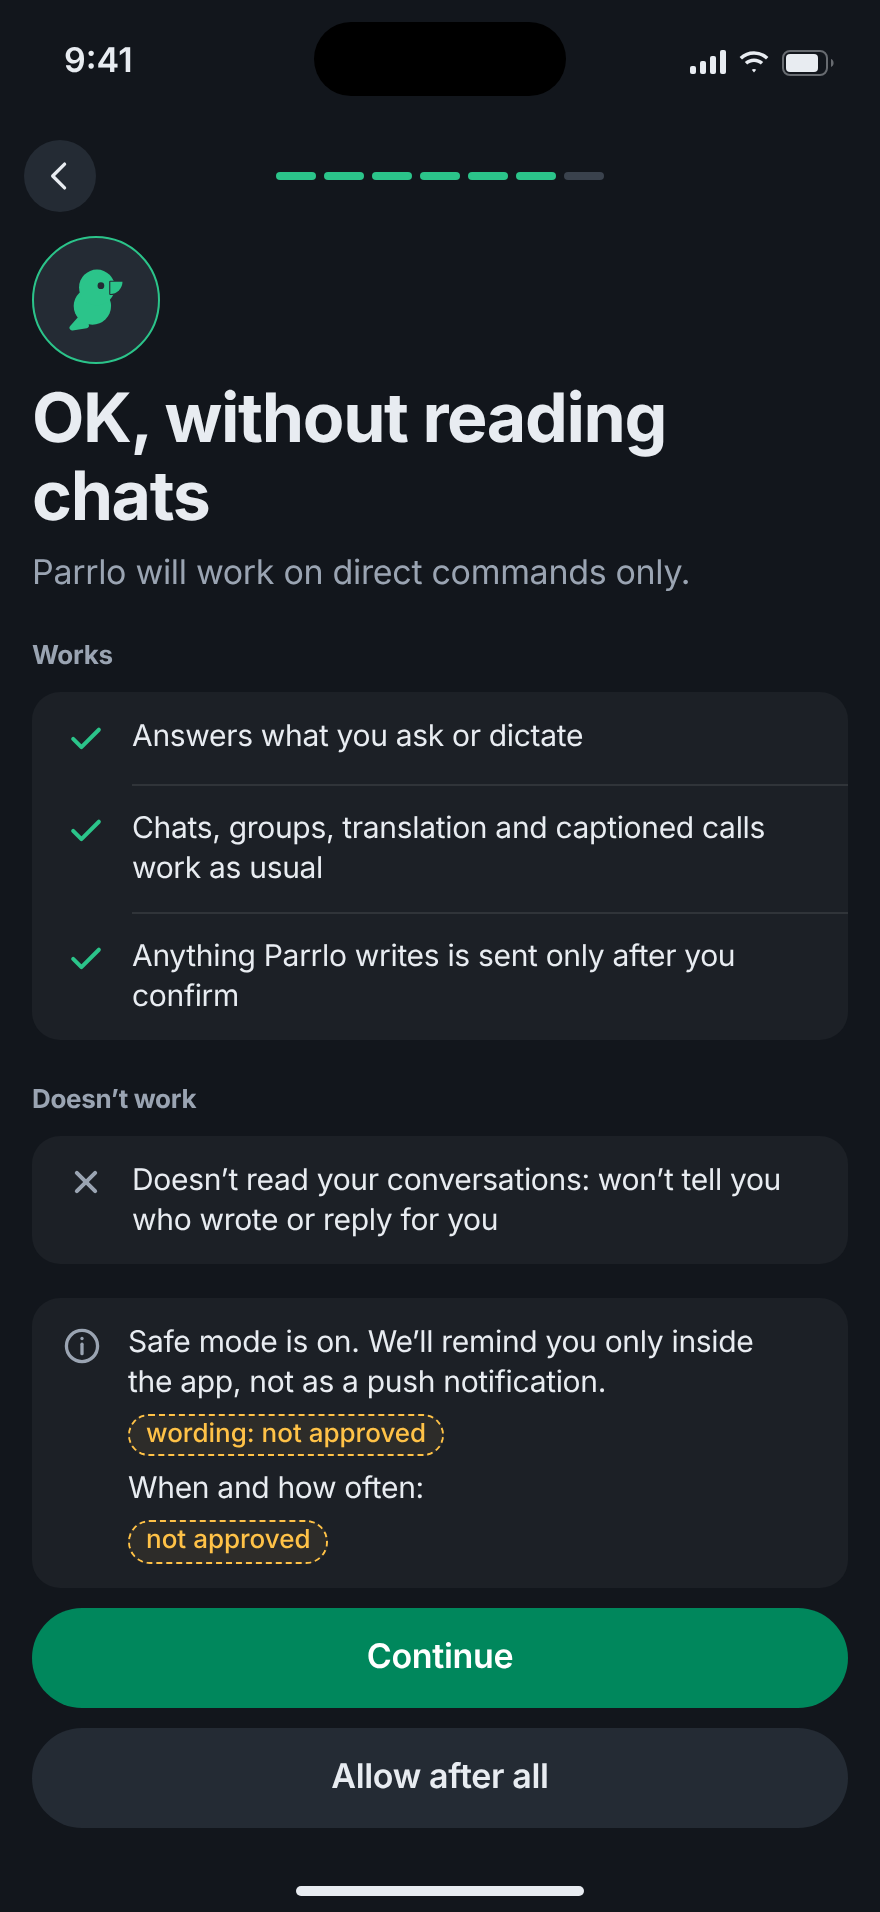 9:41
OK, without reading
chats
Parrlo will work on direct commands only.
Works
Answers what you ask or dictate
Chats, groups, translation and captioned calls
work as usual
Anything Parrlo writes is sent only after you
confirm
Doesn’t work
Doesn’t read your conversations: won’t tell you
who wrote or reply for you
Safe mode is on. We’ll remind you only inside
the app, not as a push notification.
wording: not approved
When and how often:
not approved
Continue
Allow after all